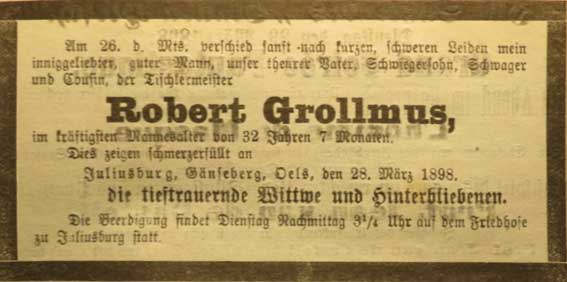 Am 26. d. Mts. verschied sanft nach kurzen, schweren Leiden mein
inniggeliebter, guter Mann, unser theurer Vater, Schwiegersohn, Schwager
und Cousin, der Tischlermeister
Robert Grollmus,
im kräftigsten Mannesalter von 32 Jahren 7 Monaten.
Dies zeigen schmerzerfüllt an
Juliusburg, Gänseberg, Oels, den 28. März 1898.
die tieftrauernde Wittwe und Hinterbliebenen.
Die Beerdigung findet Dienstag Nachmittag 3¼ Uhr auf dem Friedhofe
zu Juliusburg statt.